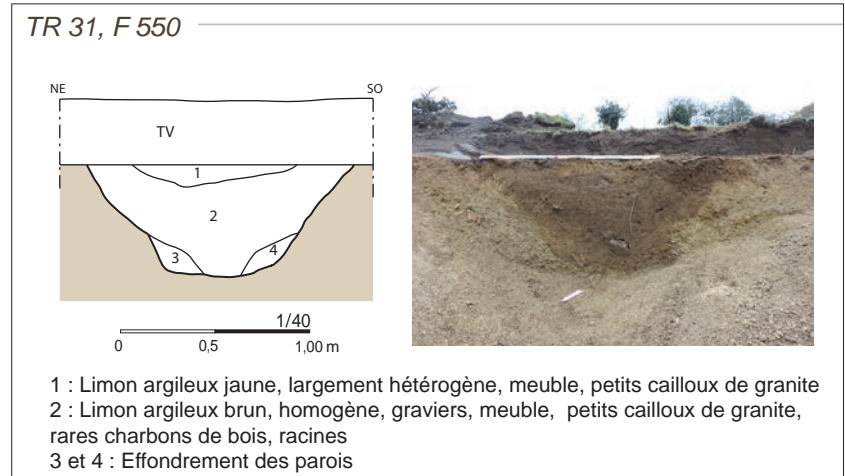 TR 31, F 550
NE
SO
TV
1
2
3
4
1/40
0 0,5 1,00 m
1 : Limon argileux jaune, largement hétérogène, meuble, petits cailloux de granite
2 : Limon argileux brun, homogène, graviers, meuble, petits cailloux de granite,
rares charbons de bois, racines
3 et 4 : Effondrement des parois